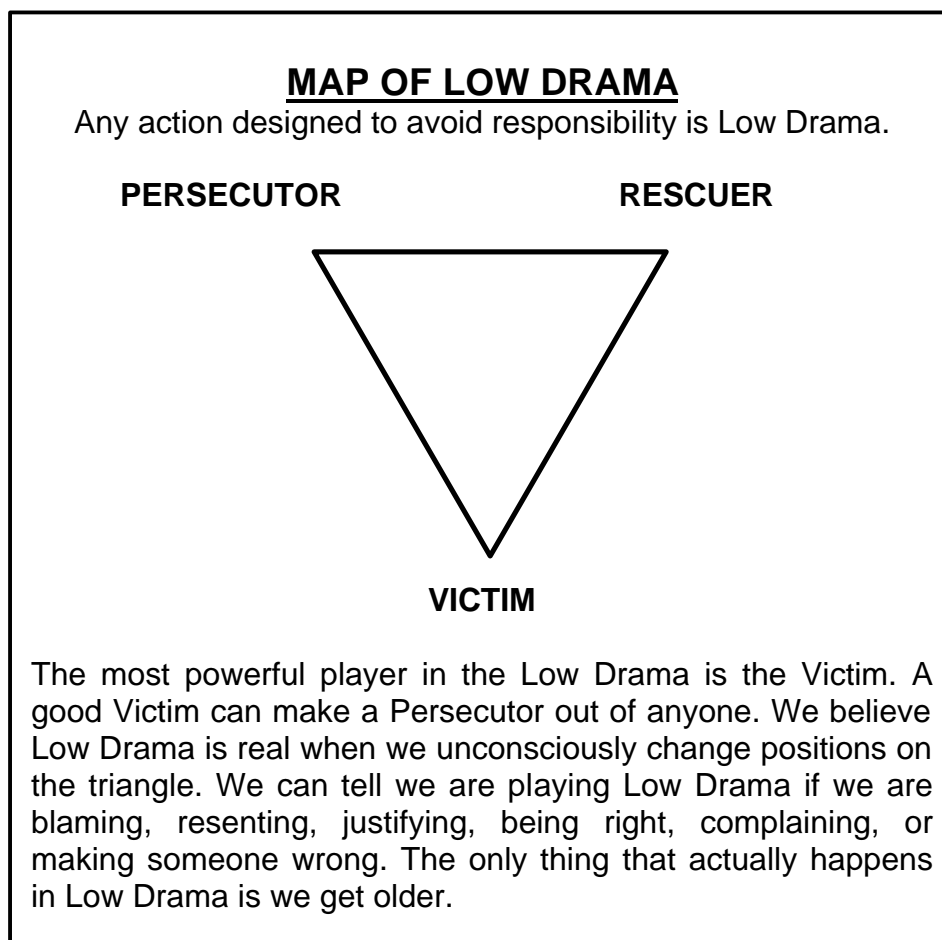 MAP OF LOW DRAMA
Any action designed to avoid responsibility is Low Drama.
PERSECUTOR RESCUER
VICTIM
The most powerful player in the Low Drama is the Victim. A
good Victim can make a Persecutor out of anyone. We believe
Low Drama is real when we unconsciously change positions on
the triangle. We can tell we are playing Low Drama if we are
blaming, resenting, justifying, being right, complaining, or
making someone wrong. The only thing that actually happens
in Low Drama is we get older.